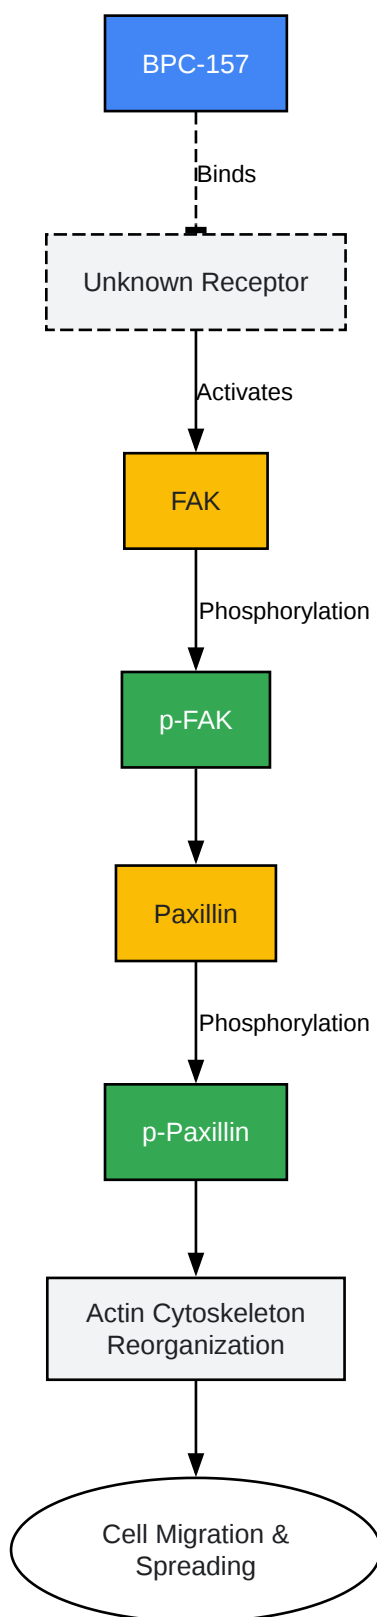 BPC-157
Binds
Unknown Receptor
Activates
FAK
Phosphorylation
p-FAK
Paxillin
Phosphorylation
p-Paxillin
Actin Cytoskeleton
Reorganization
Cell Migration &
Spreading